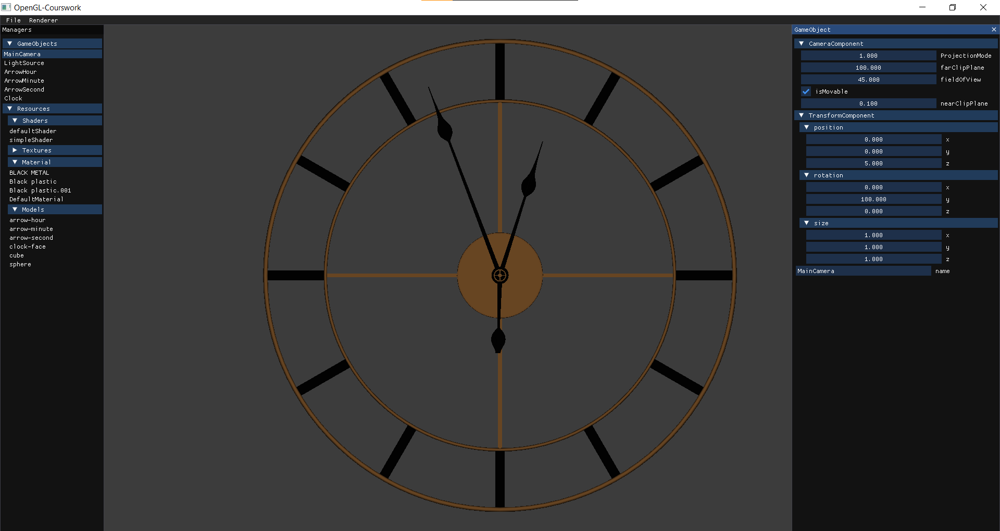 OpenGL-Courswork
File Renderer
Managers
GameObjects
MainCamera
LightSource
ArrowHour
ArrowMinute
ArrowSecond
Clock
Resources
Shaders
defaultShader
simpleShader
Textures
Material
BLACK METAL
Black plastic
Black plastic.001
DefaultMaterial
Models
arrow-hour
arrow-minute
arrow-second
clock-face
cube
sphere
GameObject
CameraComponent
1.000 ProjectionMode
100.000 farClipPlane
45.000 fieldOfView
isMovable
0.100 nearClipPlane
TransformComponent
position
0.000 x
0.000 y
5.000 z
rotation
0.000 x
180.000 y
0.000 z
size
1.000 x
1.000 y
1.000 z
MainCamera name